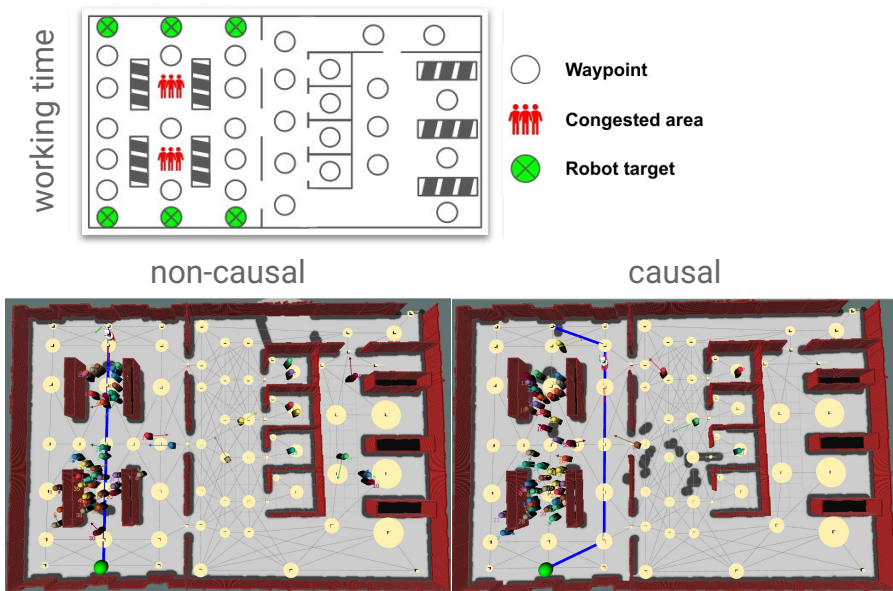 working time
Waypoint
Congested area
Robot target
non-causal
causal